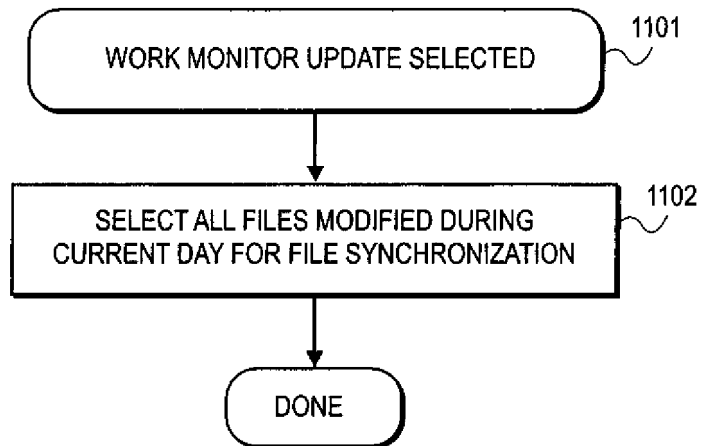 1101
WORK MONITOR UPDATE SELECTED
1102
SELECT ALL FILES MODIFIED DURING
CURRENT DAY FOR FILE SYNCHRONIZATION
DONE